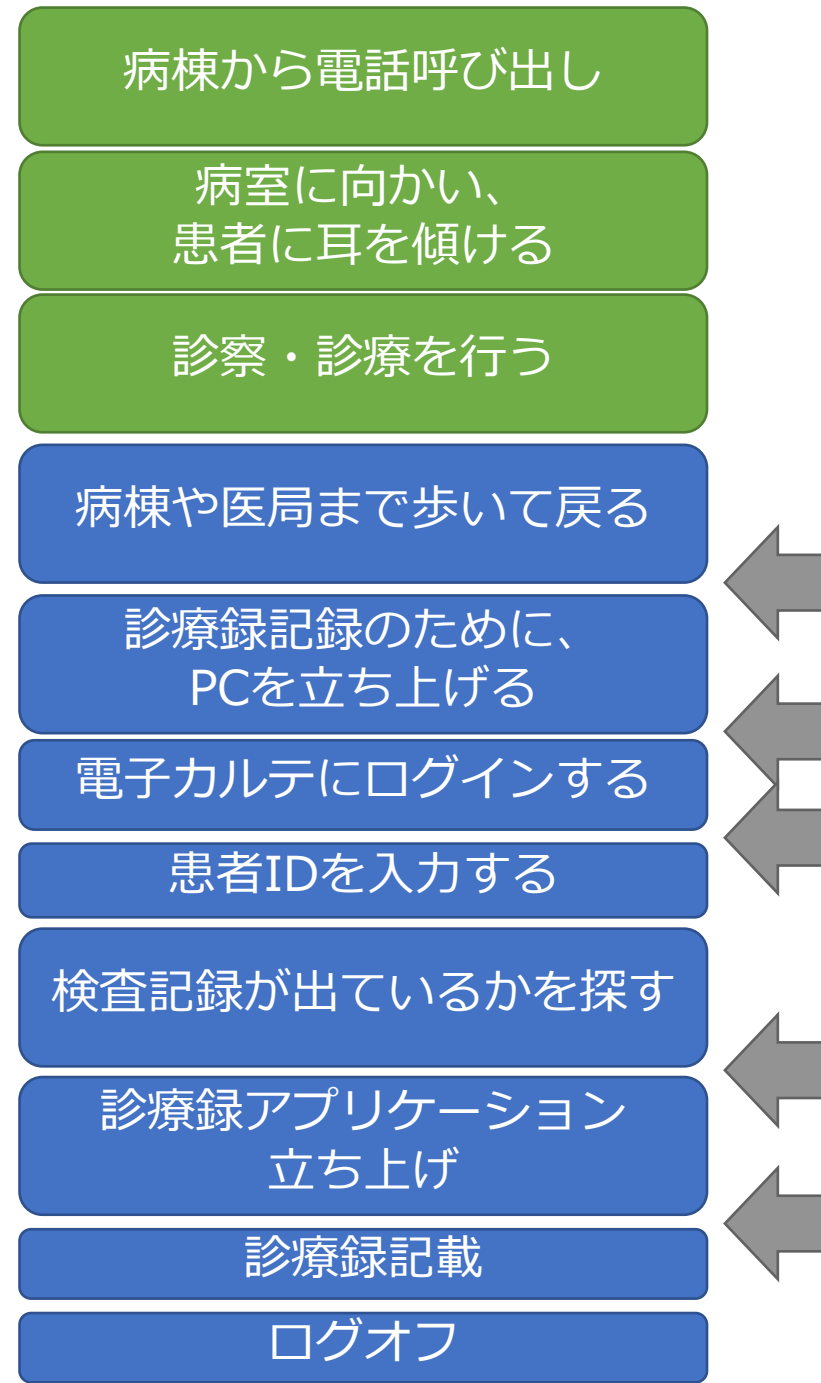 病棟から電話呼び出し
病室に向かい、
患者に耳を傾ける
診察・診療を行う
病棟や医局まで歩いて戻る
診療録記録のために、
PCを立ち上げる
電子カルテにログインする
患者IDを入力する
検査記録が出ているかを探す
診療録アプリケーション
立ち上げ
診療録記載
ログオフ